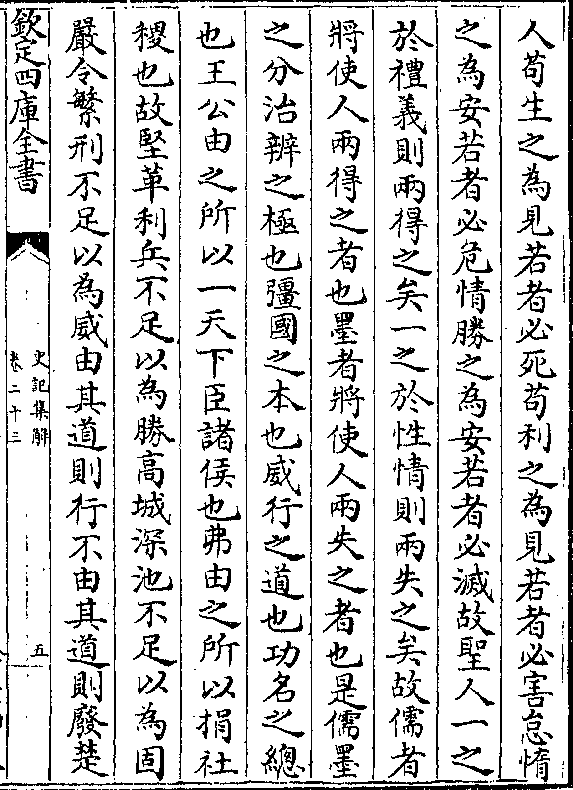 人苟生之為見若者必死苟利之為見若者必害怠惰
之為安若者必危情勝之為安若者必滅故聖人一之
於禮義則兩得之矣一之於性情則兩失之矣故儒者
將使人兩得之者也墨者將使人兩失之者也是儒墨
之分治辨之極也彊國之本也威行之道也功名之總
也王公由之所以一天下臣諸侯也弗由之所以捐社
稷也故堅革利兵不足以為勝高城深池不足以為固
嚴令繁刑不足以為威由其道則行不由其道則廢楚
欽定四庫全書
史記集解
卷二十三
五